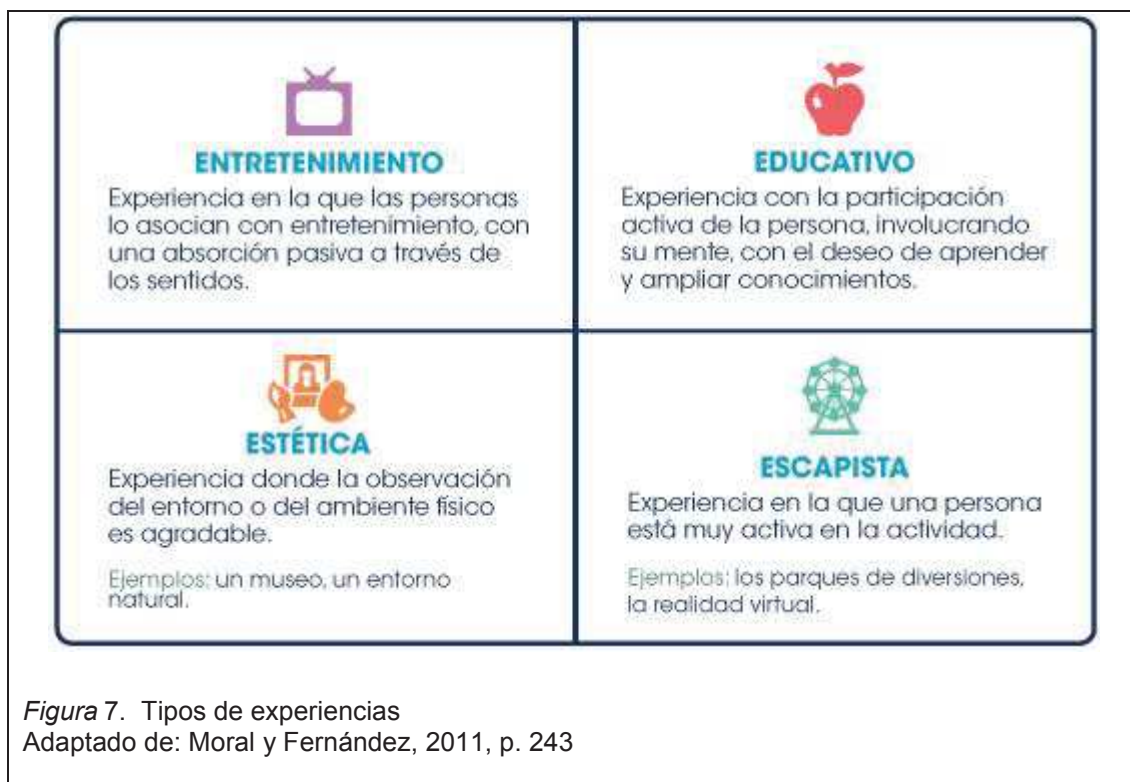 ENTRETENIMIENTO
Experiencia en la que las personas
lo asocian con entretenimiento, con
una absorción pasiva a través de
los sentidos.
EDUCATIVO
Experiencia con la participación
activa de la persona, involucrando
su mente, con el deseo de aprender
y ampliar conocimientos.
ESTÉTICA
Experiencia donde la observación
del entorno o del ambiente físico
es agradable.
Ejemplos: un museo, un entorno
natural.
ESCAPISTA
Experiencia en la que una persona
está muy activa en la actividad.
Ejemplos: los parques de diversiones,
la realidad virtual.
Figura 7. Tipos de experiencias
Adaptado de: Moral y Fernández, 2011, p. 243